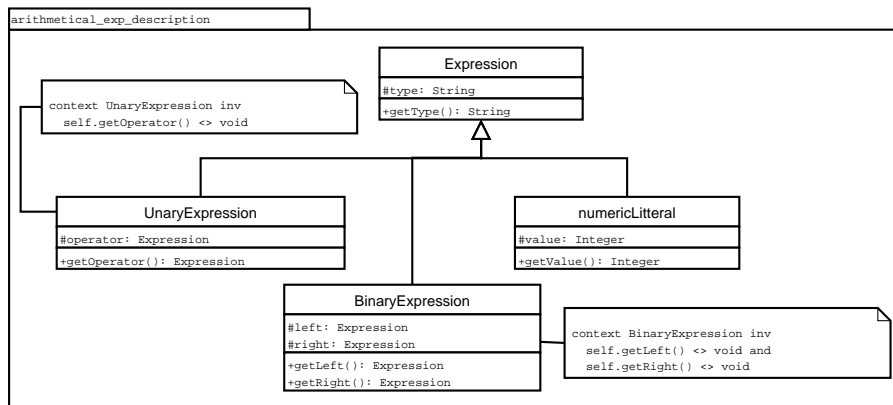 arithmetical_exp_description
Expression
#type: String
+getType(): String
context UnaryExpression inv
self.getOperator() <> void
UnaryExpression
#operator: Expression
+getOperator(): Expression
numericLitteral
#value: Integer
+getValue(): Integer
BinaryExpression
#left: Expression
#right: Expression
+getLeft(): Expression
+getRight(): Expression
context BinaryExpression inv
self.getLeft() <> void and
self.getRight() <> void